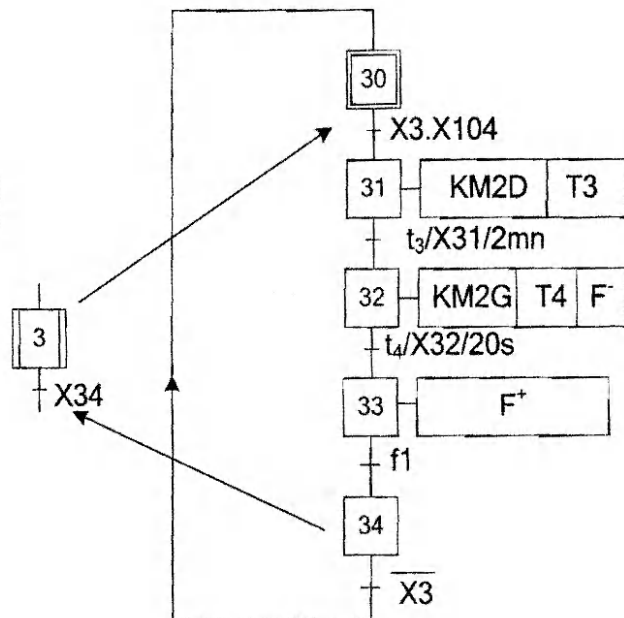 30
X3.X104
31 KM2D T3
t₃/X31/2mn
32 KM2G T4 F⁻
3
t₄/X32/20s
X34
33 F⁺
f1
34
X̅3̅